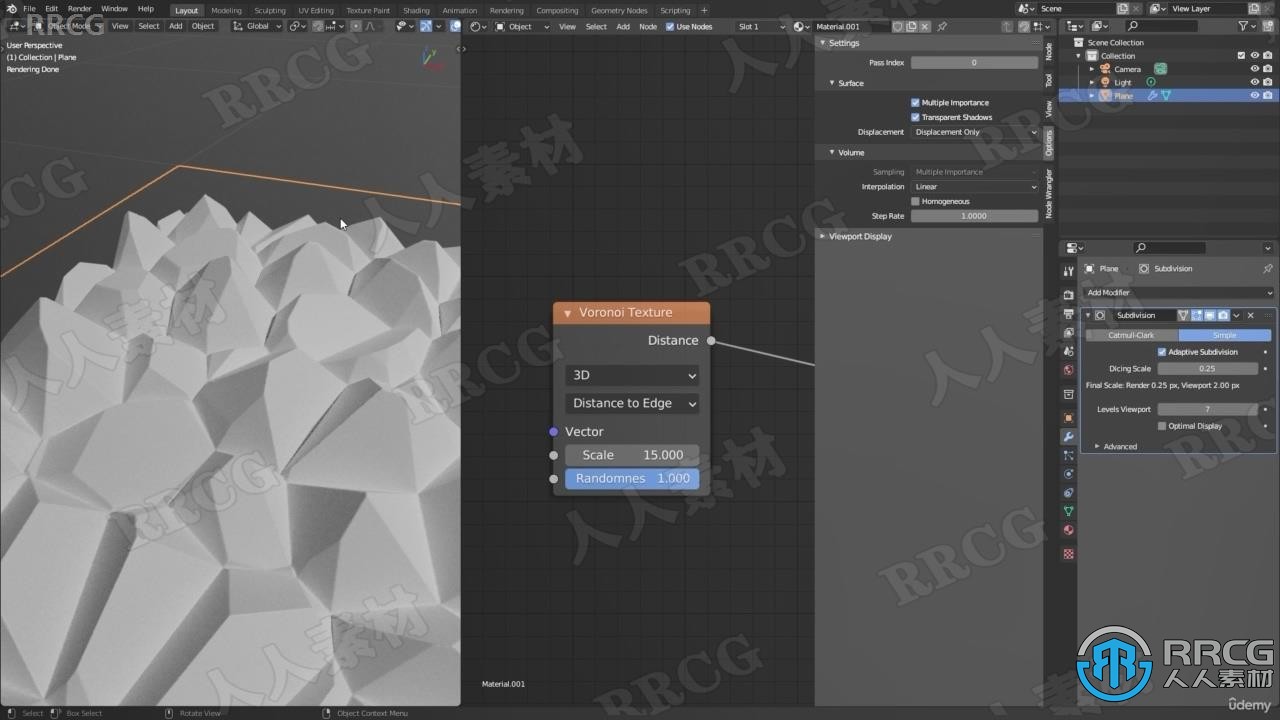 File Edit Render Window Help Layout Modeling Sculpting UV Editing Texture Paint Shading Animation Rendering Compositing Geometry Nodes Scripting + Scene View Layer
View Select Add Object Global Object View Select Add Node Use Nodes Slot 1 Material.001
User Perspective
(1) Collection | Plane
Rendering Done
Settings
Pass Index 0
Surface
Multiple Importance
Transparent Shadows
Displacement Displacement Only
Volume
Sampling Multiple Importance
Interpolation Linear
Homogeneous
Step Rate 1.0000
Viewport Display
Node
Tool
View
Options
Node Wrangler
Voronoi Texture
Distance
3D
Distance to Edge
Vector
Scale 15.000
Randomnes 1.000
Material.001
Scene Collection
Collection
Camera
Light
Plane
Plane Subdivision
Add Modifier
Subdivision
Catmull-Clark Simple
Adaptive Subdivision
Dicing Scale 0.25
Final Scale: Render 0.25 px, Viewport 2.00 px
Levels Viewport 7
Optimal Display
Advanced
Select Box Select Rotate View Object Context Menu
RRCG
人人素材
RRCG
人人素材
ûdemy